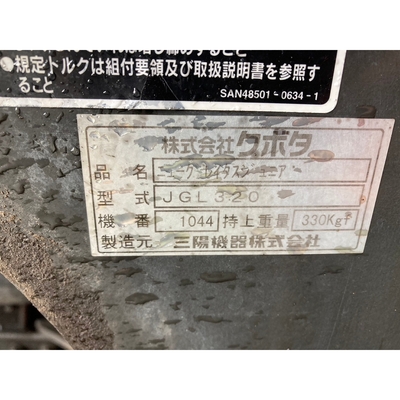 ●規定トルクは組付要領及び取扱説明書を参照す
ること
SAN48501-0634-1
株式会社 クボタ
品名
型式 JGL320
機番 1044 持上重量 330Kgf
製造元 三陽機器株式会社